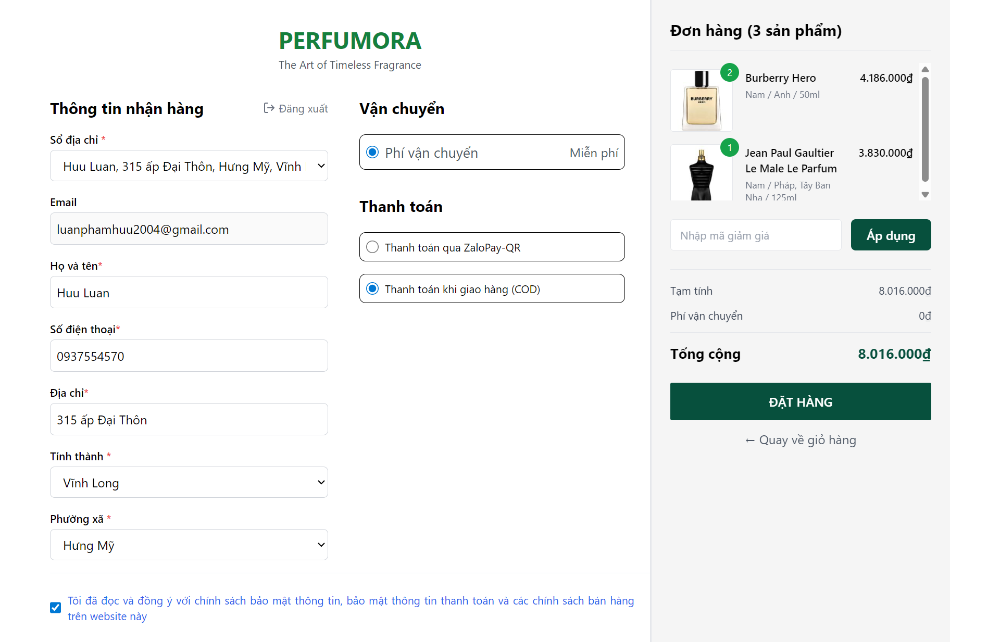 PERFUMORA
The Art of Timeless Fragrance
Thông tin nhận hàng
Đăng xuất
Sổ địa chỉ *
Huu Luan, 315 ấp Đại Thôn, Hưng Mỹ, Vĩnh
Email
luanphamhuu2004@gmail.com
Họ và tên*
Huu Luan
Số điện thoại*
0937554570
Địa chỉ*
315 ấp Đại Thôn
Tỉnh thành *
Vĩnh Long
Phường xã *
Hưng Mỹ
Vận chuyển
Phí vận chuyển Miễn phí
Thanh toán
Thanh toán qua ZaloPay-QR
Thanh toán khi giao hàng (COD)
Tôi đã đọc và đồng ý với chính sách bảo mật thông tin, bảo mật thông tin thanh toán và các chính sách bán hàng
trên website này
Đơn hàng (3 sản phẩm)
BURBERRY
HERO
2
Burberry Hero 4.186.000₫
Nam / Anh / 50ml
1
Jean Paul Gaultier 3.830.000₫
Le Male Le Parfum
Nam / Pháp, Tây Ban
Nha / 125ml
Nhập mã giảm giá
Áp dụng
Tạm tính 8.016.000₫
Phí vận chuyển 0₫
Tổng cộng 8.016.000₫
ĐẶT HÀNG
← Quay về giỏ hàng